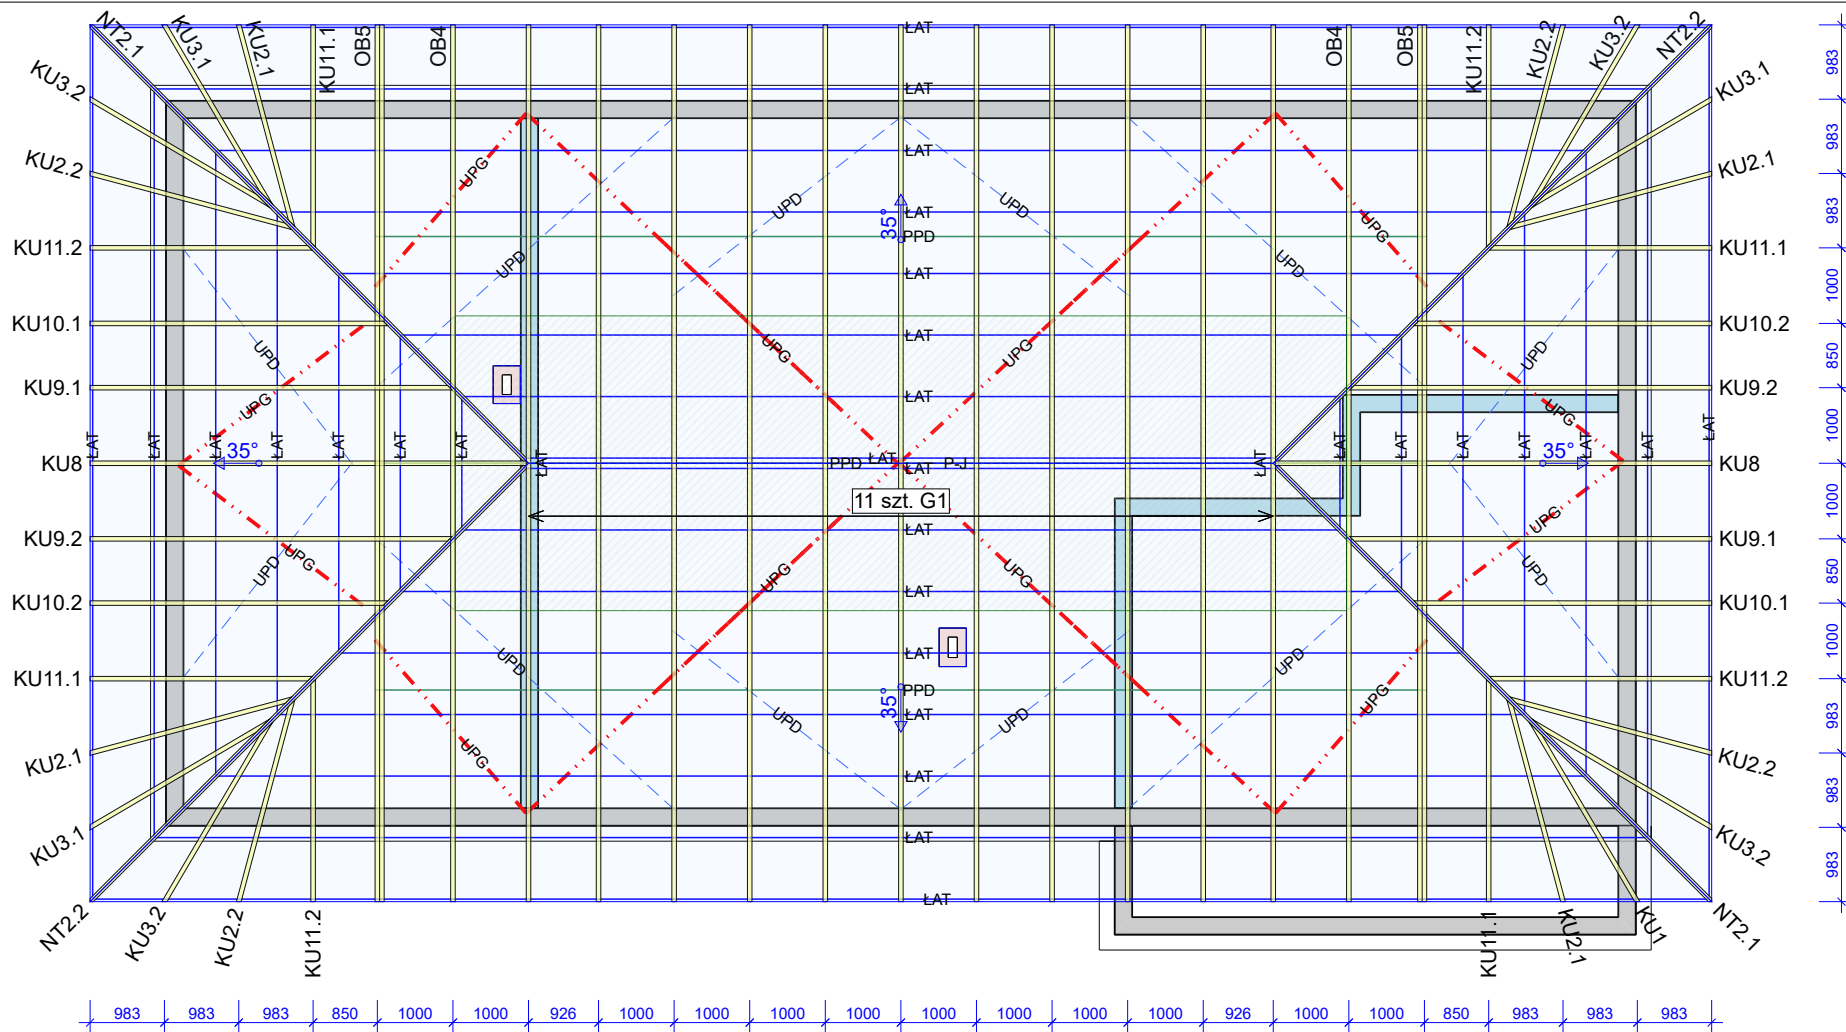 NT2.1
KU3.1
KU2.1
KU11.1
OB5
OB4
ŁAT
OB4
OB5
KU11.2
KU2.2
KU3.2
NT2.2
KU3.2
KU2.2
KU11.2
KU10.1
KU9.1
KU8
KU9.2
KU10.2
KU11.1
KU2.1
KU3.1
NT2.2
KU3.1
KU2.1
KU11.1
KU10.2
KU9.2
KU8
KU9.1
KU10.1
KU11.2
KU2.2
KU3.2
NT2.1
983
983
983
1000
850
1000
1000
850
1000
983
983
983
ŁAT
ŁAT
UPG
UPG
UPD
UPD
ŁAT
35°
PPD
UPD
UPD
ŁAT
UPD
UPD
ŁAT
UPG
UPG
UPG
UPG
ŁAT
ŁAT ŁAT ŁAT ŁAT ŁAT ŁAT ŁAT
35°
ŁAT
PPD ŁAT P-J
ŁAT
ŁAT
ŁAT ŁAT ŁAT ŁAT ŁAT ŁAT ŁAT
35°
11 szt. G1
ŁAT
UPG
UPG
UPD
UPG
UPG
UPD
ŁAT
ŁAT
UPD
UPD
PPD
35°
ŁAT
UPD
UPD
UPG
UPG
ŁAT
ŁAT
ŁAT
KU3.2
KU2.2
KU11.2
KU11.1
KU2.1
KU1
983 983 983 850 1000 1000 926 1000 1000 1000 1000 1000 1000 1000 1000 926 1000 1000 850 983 983 983